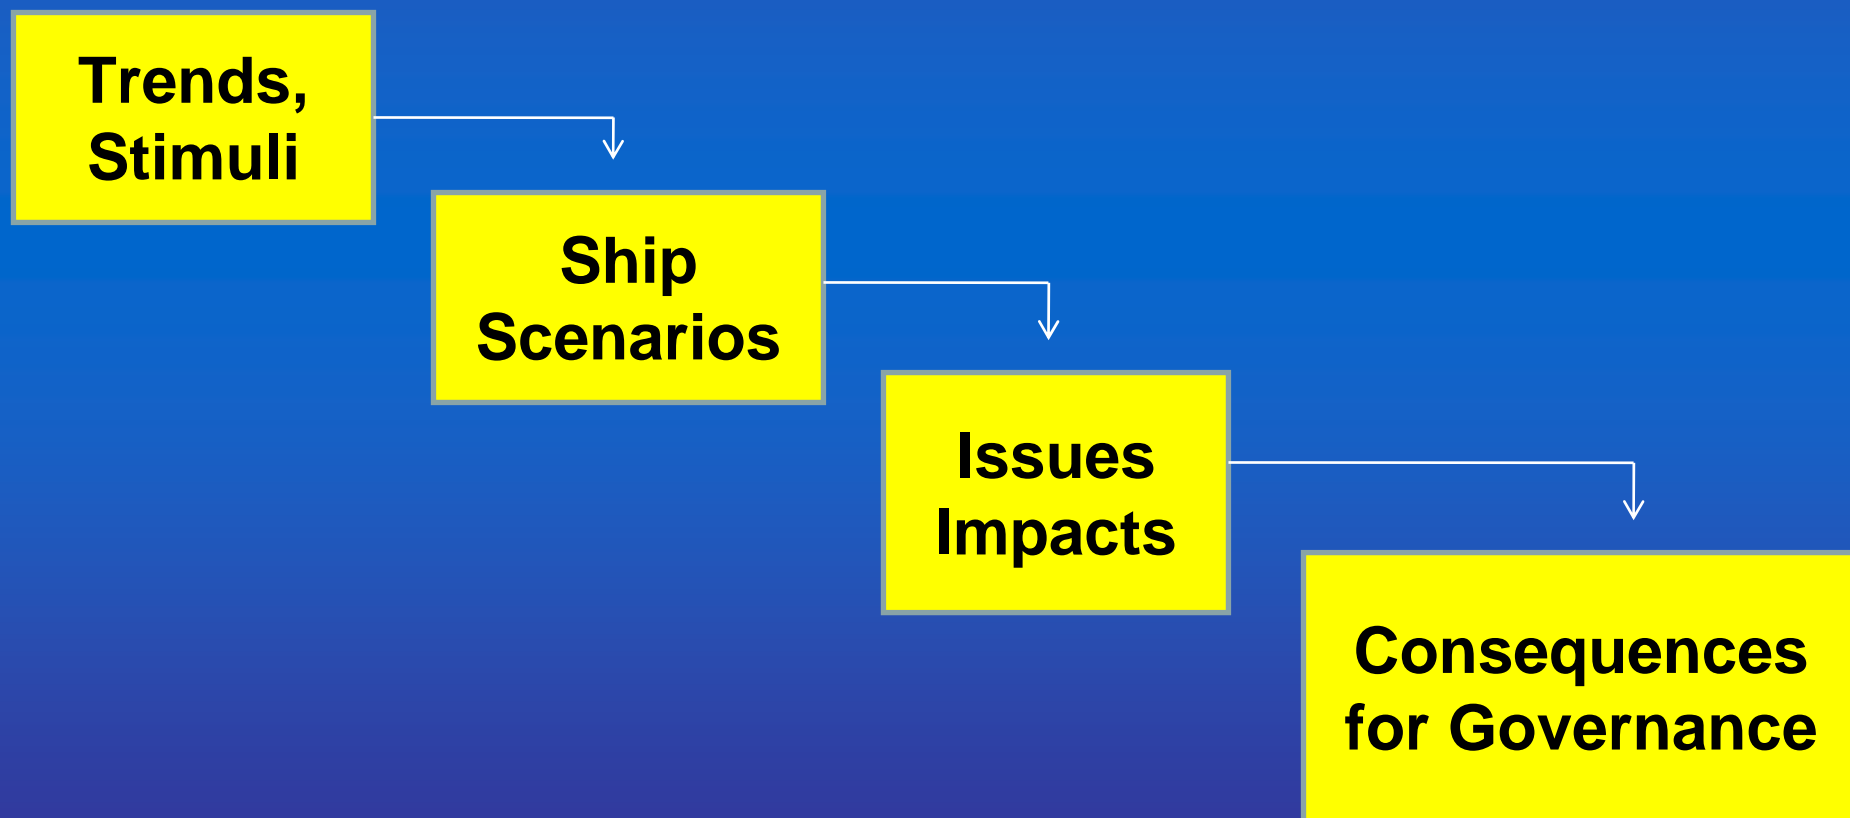 Trends,
Stimuli
Ship
Scenarios
Issues
Impacts
Consequences
for Governance